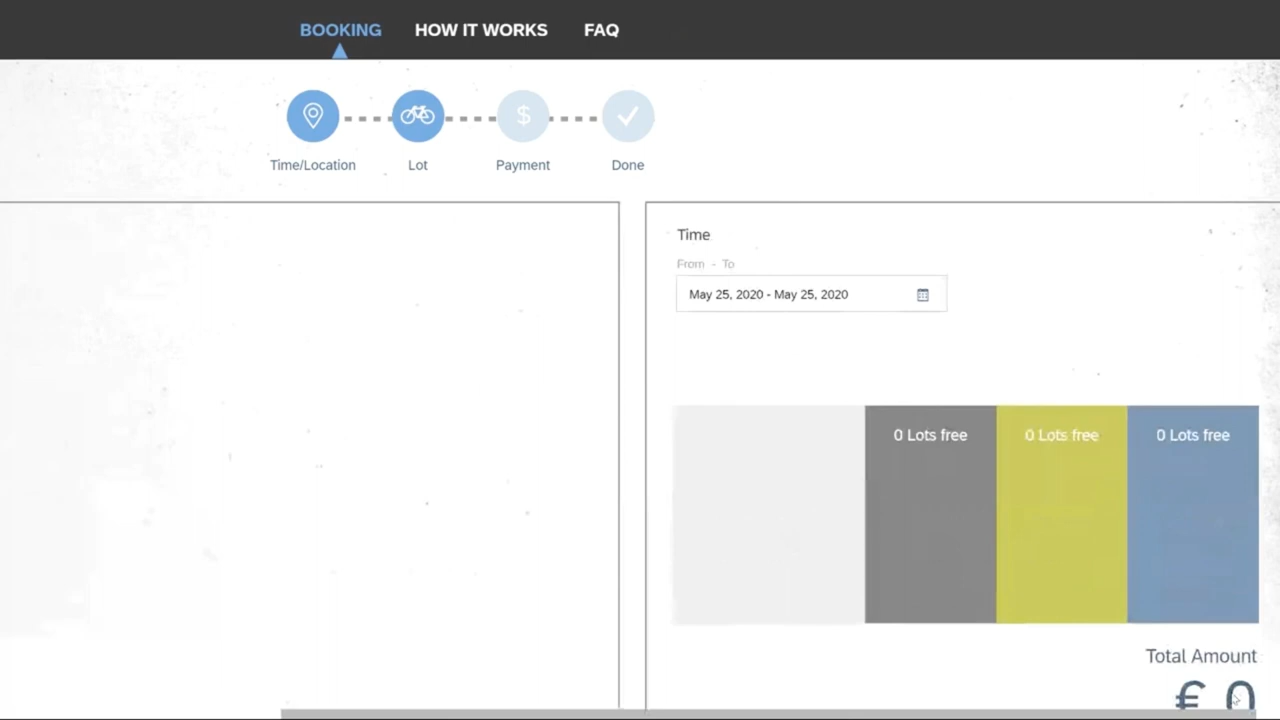 BOOKING HOW IT WORKS FAQ
$
Time/Location Lot Payment Done
Time
From - To
May 25, 2020 - May 25, 2020
0 Lots free 0 Lots free 0 Lots free
Total Amount
€ 0